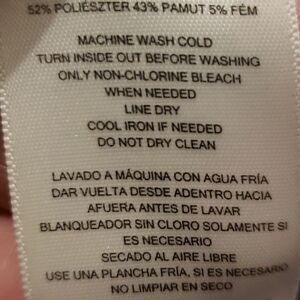 52% POLIÉSZTER 43% PAMUT 5% FÉM
MACHINE WASH COLD
TURN INSIDE OUT BEFORE WASHING
ONLY NON-CHLORINE BLEACH
WHEN NEEDED
LINE DRY
COOL IRON IF NEEDED
DO NOT DRY CLEAN
LAVADO A MÁQUINA CON AGUA FRÍA
DAR VUELTA DESDE ADENTRO HACIA
AFUERA ANTES DE LAVAR
BLANQUEADOR SIN CLORO SOLAMENTE SI
ES NECESARIO
SECADO AL AIRE LIBRE
USE UNA PLANCHA FRÍA, SI ES NECESARIO
NO LIMPIAR EN SECO